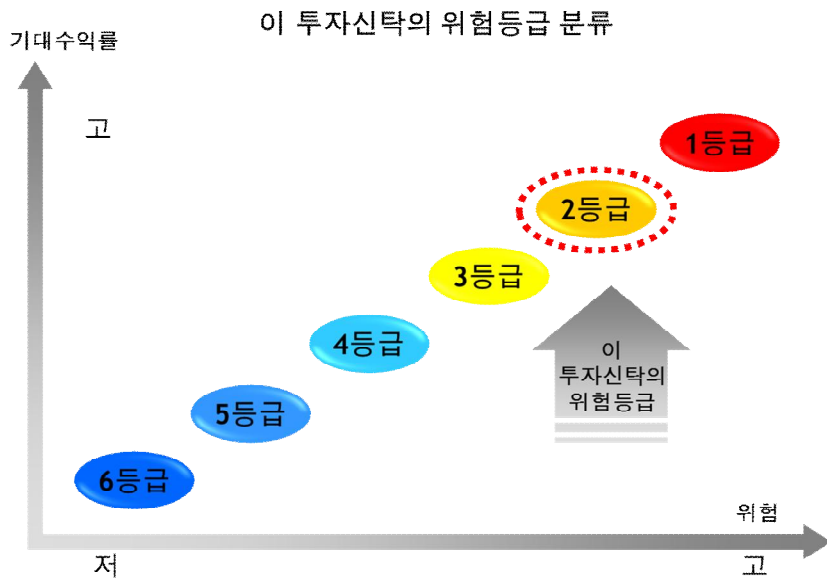 이 투자신탁의 위험등급 분류
기대수익률
고
1등급
2등급
3등급
4등급
5등급
6등급
이
투자신탁의
위험등급
위험
저
고